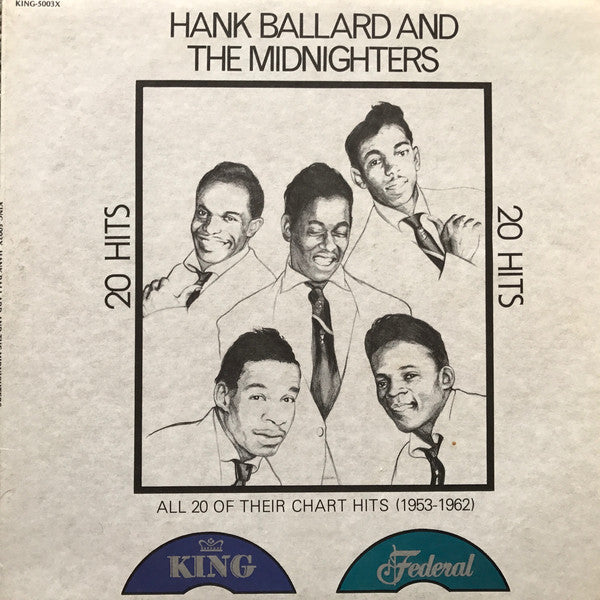 KING-5003X
HANK BALLARD AND
THE MIDNIGHTERS
20 HITS
20 HITS
ALL 20 OF THEIR CHART HITS (1953-1962)
KING
Federal